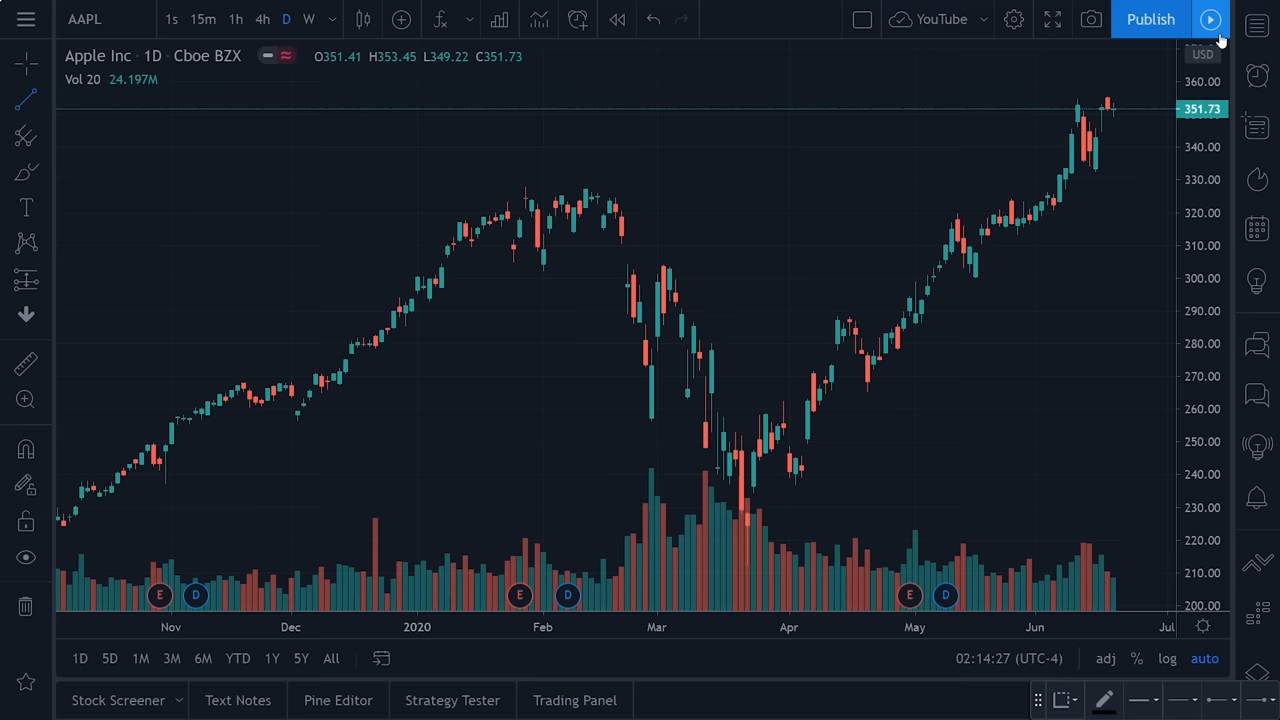 AAPL 1s 15m 1h 4h D W YouTube Publish
Apple Inc · 1D · Cboe BZX O351.41 H353.45 L349.22 C351.73
USD
Vol 20 24.197M
360.00
351.73
340.00
330.00
320.00
310.00
300.00
290.00
280.00
270.00
260.00
250.00
240.00
230.00
220.00
210.00
200.00
E D E D E D
Nov Dec 2020 Feb Mar Apr May Jun Jul
1D 5D 1M 3M 6M YTD 1Y 5Y All 02:14:27 (UTC-4) adj % log auto
Stock Screener Text Notes Pine Editor Strategy Tester Trading Panel